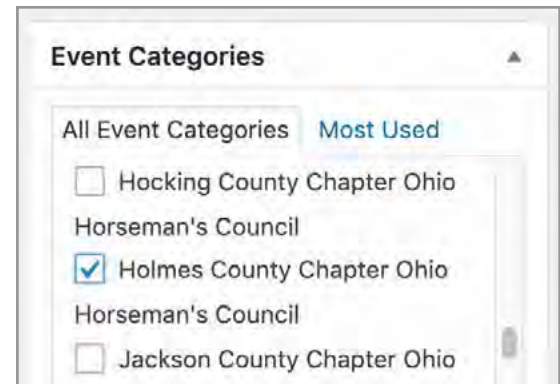 Event Categories
All Event Categories Most Used
Hocking County Chapter Ohio
Horseman's Council
Holmes County Chapter Ohio
Horseman's Council
Jackson County Chapter Ohio